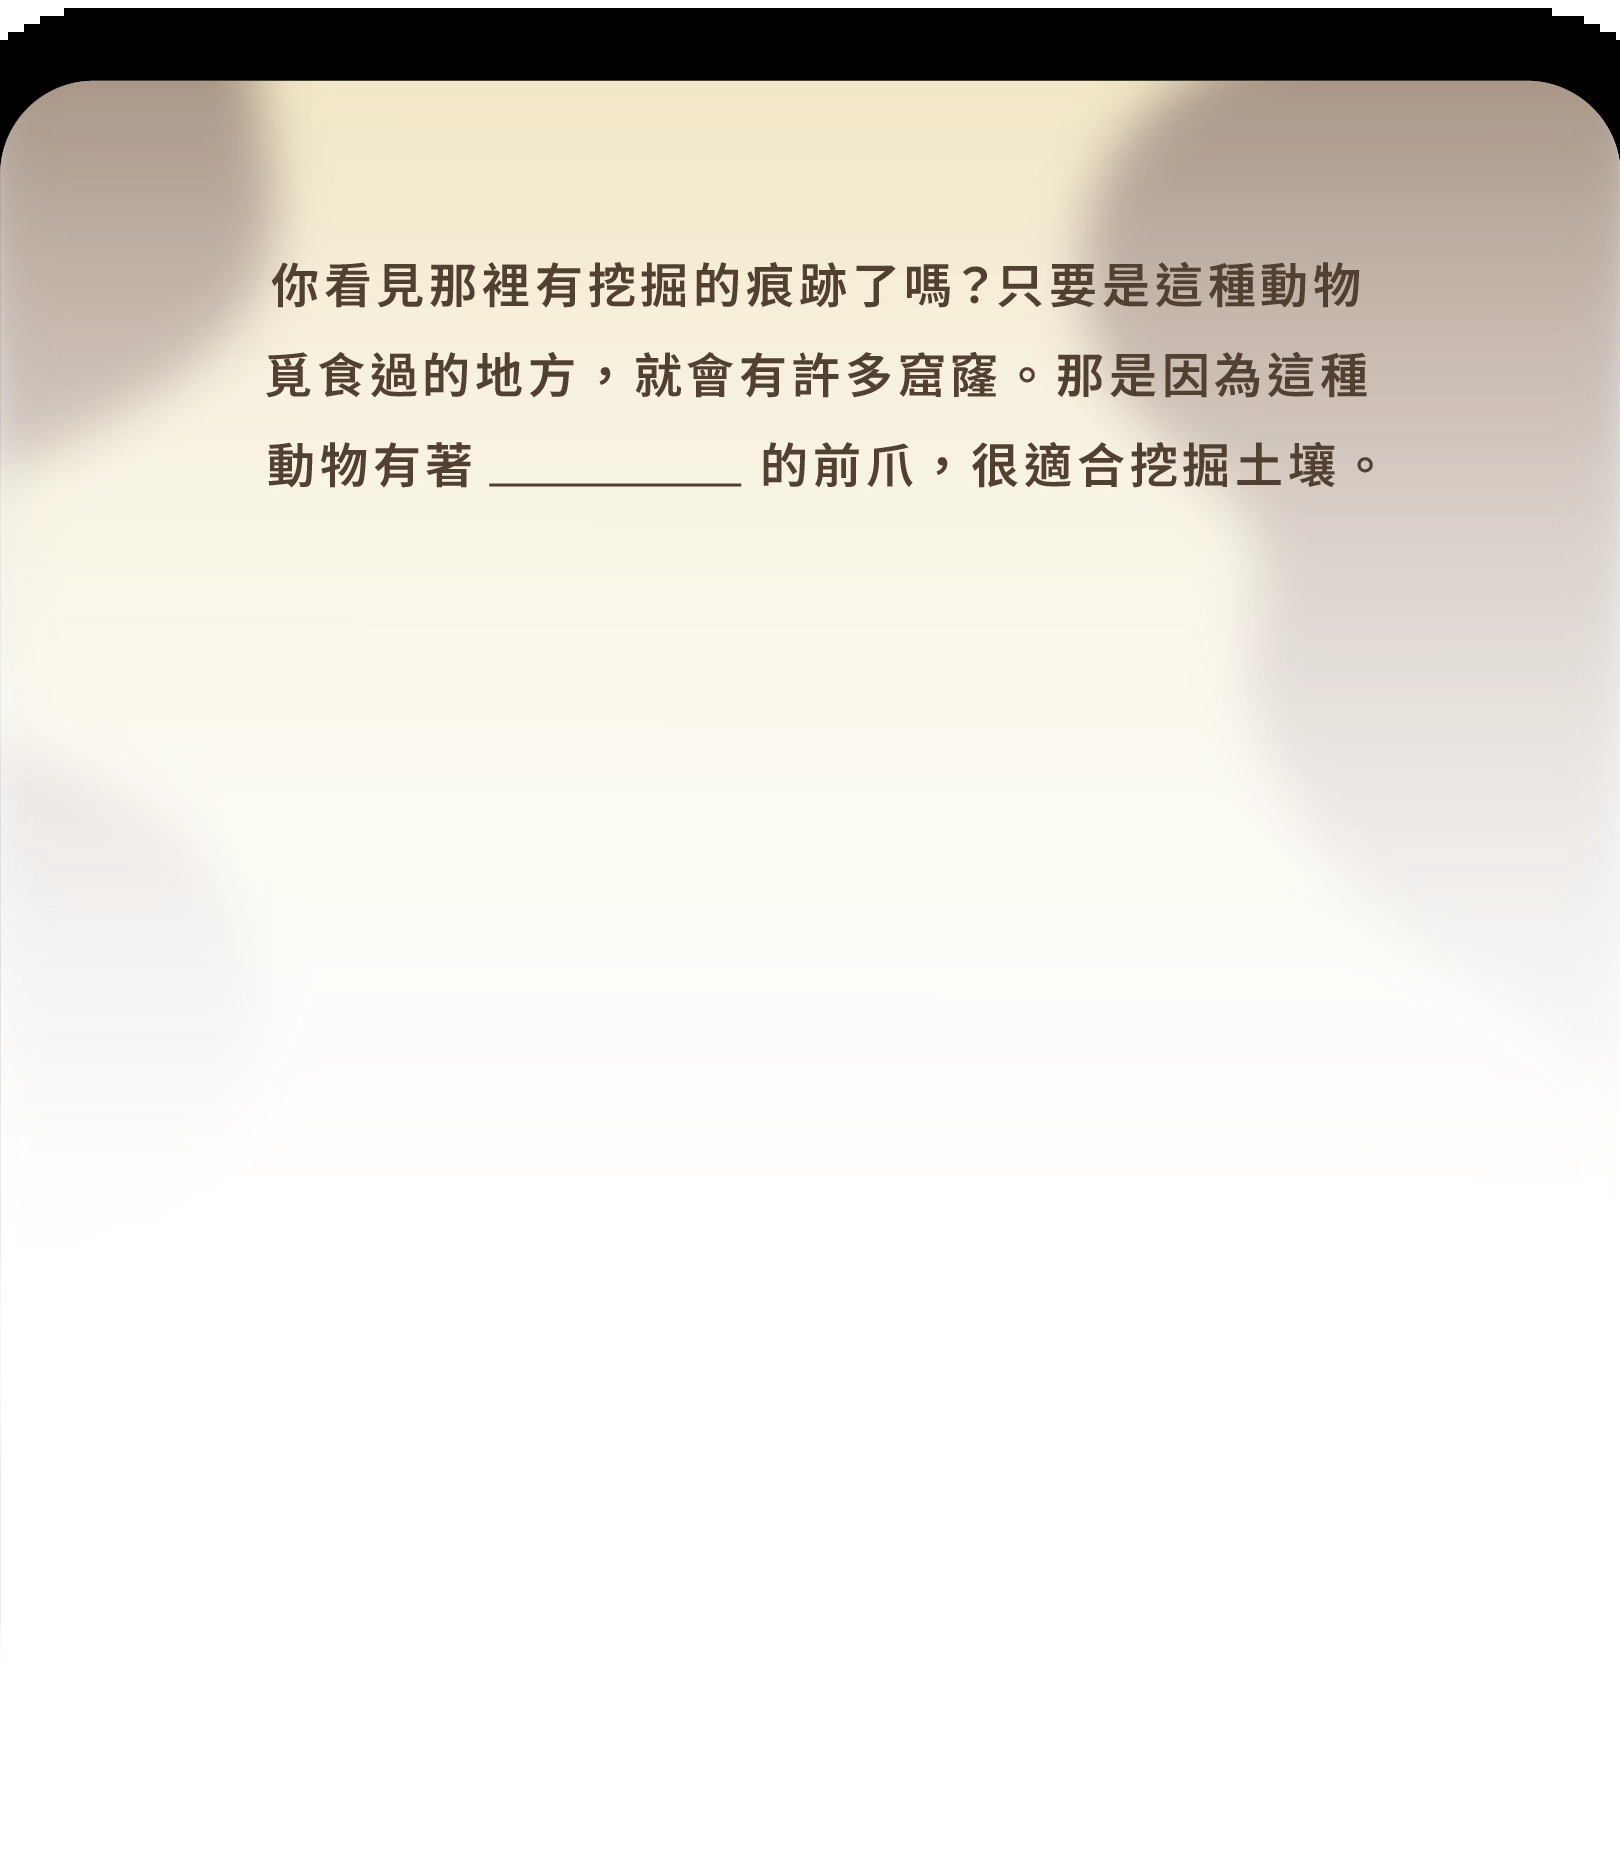 你看見那裡有挖掘的痕跡了嗎？只要是這種動物
覓食過的地方，就會有許多窟窿。那是因為這種
動物有著 __________ 的前爪，很適合挖掘土壤。